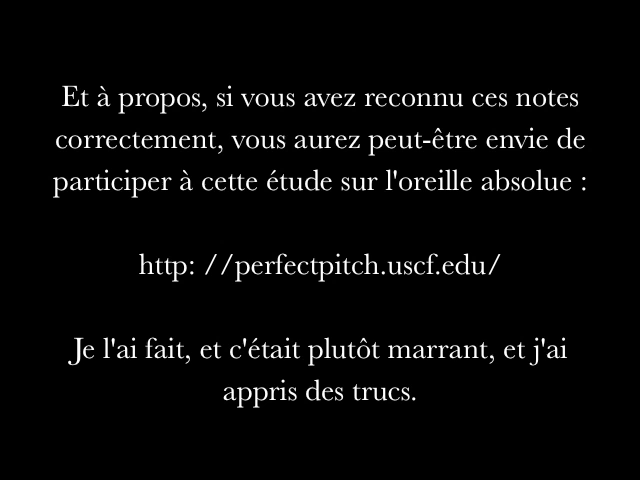 Et à propos, si vous avez reconnu ces notes
correctement, vous aurez peut-être envie de
participer à cette étude sur l'oreille absolue :
http: //perfectpitch.uscf.edu/
Je l'ai fait, et c'était plutôt marrant, et j'ai
appris des trucs.